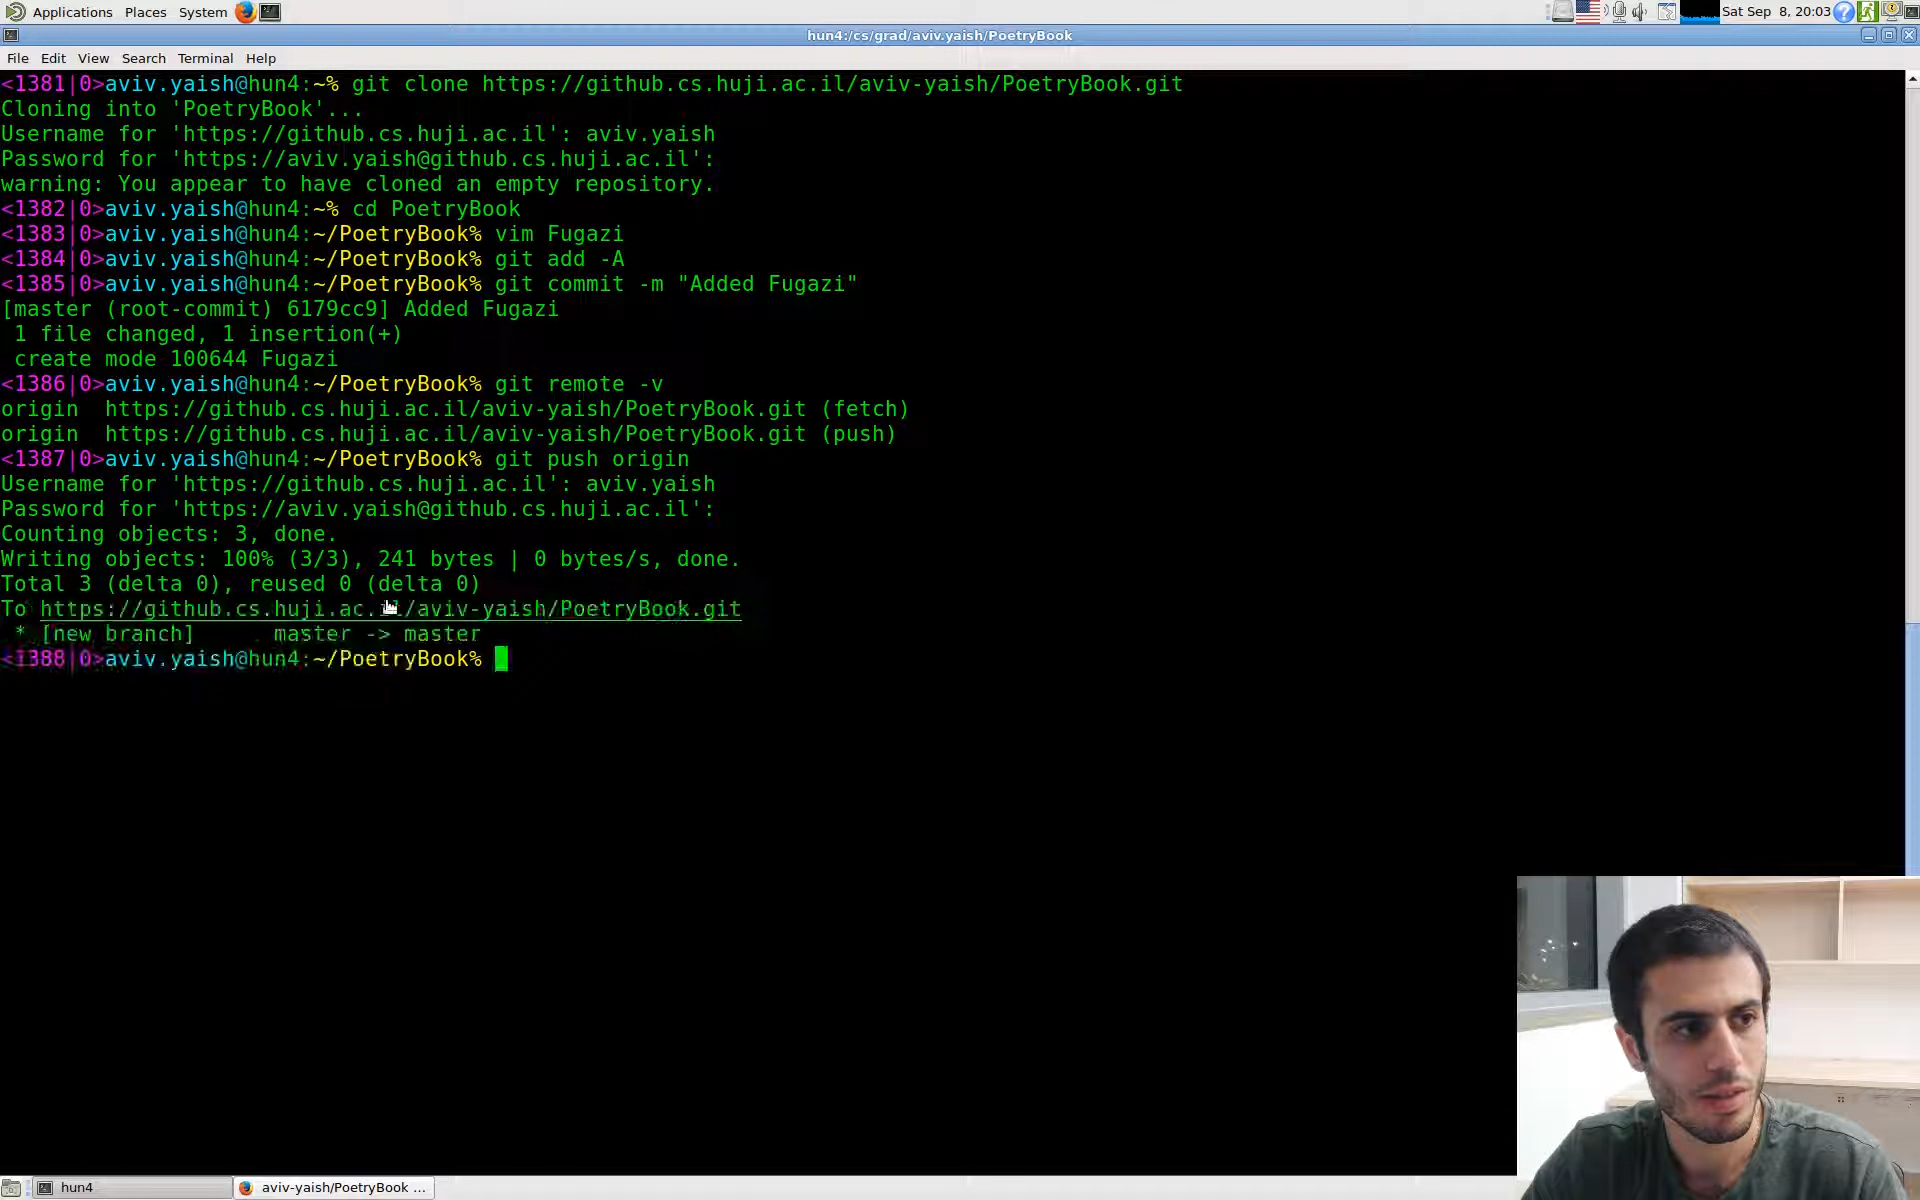 Applications Places System Sat Sep 8, 20:03
hun4:/cs/grad/aviv.yaish/PoetryBook
File Edit View Search Terminal Help
<1381|0>aviv.yaish@hun4:~% git clone https://github.cs.huji.ac.il/aviv-yaish/PoetryBook.git
Cloning into 'PoetryBook'...
Username for 'https://github.cs.huji.ac.il': aviv.yaish
Password for 'https://aviv.yaish@github.cs.huji.ac.il':
warning: You appear to have cloned an empty repository.
<1382|0>aviv.yaish@hun4:~% cd PoetryBook
<1383|0>aviv.yaish@hun4:~/PoetryBook% vim Fugazi
<1384|0>aviv.yaish@hun4:~/PoetryBook% git add -A
<1385|0>aviv.yaish@hun4:~/PoetryBook% git commit -m "Added Fugazi"
[master (root-commit) 6179cc9] Added Fugazi
1 file changed, 1 insertion(+)
create mode 100644 Fugazi
<1386|0>aviv.yaish@hun4:~/PoetryBook% git remote -v
origin https://github.cs.huji.ac.il/aviv-yaish/PoetryBook.git (fetch)
origin https://github.cs.huji.ac.il/aviv-yaish/PoetryBook.git (push)
<1387|0>aviv.yaish@hun4:~/PoetryBook% git push origin
Username for 'https://github.cs.huji.ac.il': aviv.yaish
Password for 'https://aviv.yaish@github.cs.huji.ac.il':
Counting objects: 3, done.
Writing objects: 100% (3/3), 241 bytes | 0 bytes/s, done.
Total 3 (delta 0), reused 0 (delta 0)
To https://github.cs.huji.ac.il/aviv-yaish/PoetryBook.git
* [new branch] master -> master
<1388|0>aviv.yaish@hun4:~/PoetryBook%
hun4 aviv-yaish/PoetryBook ...